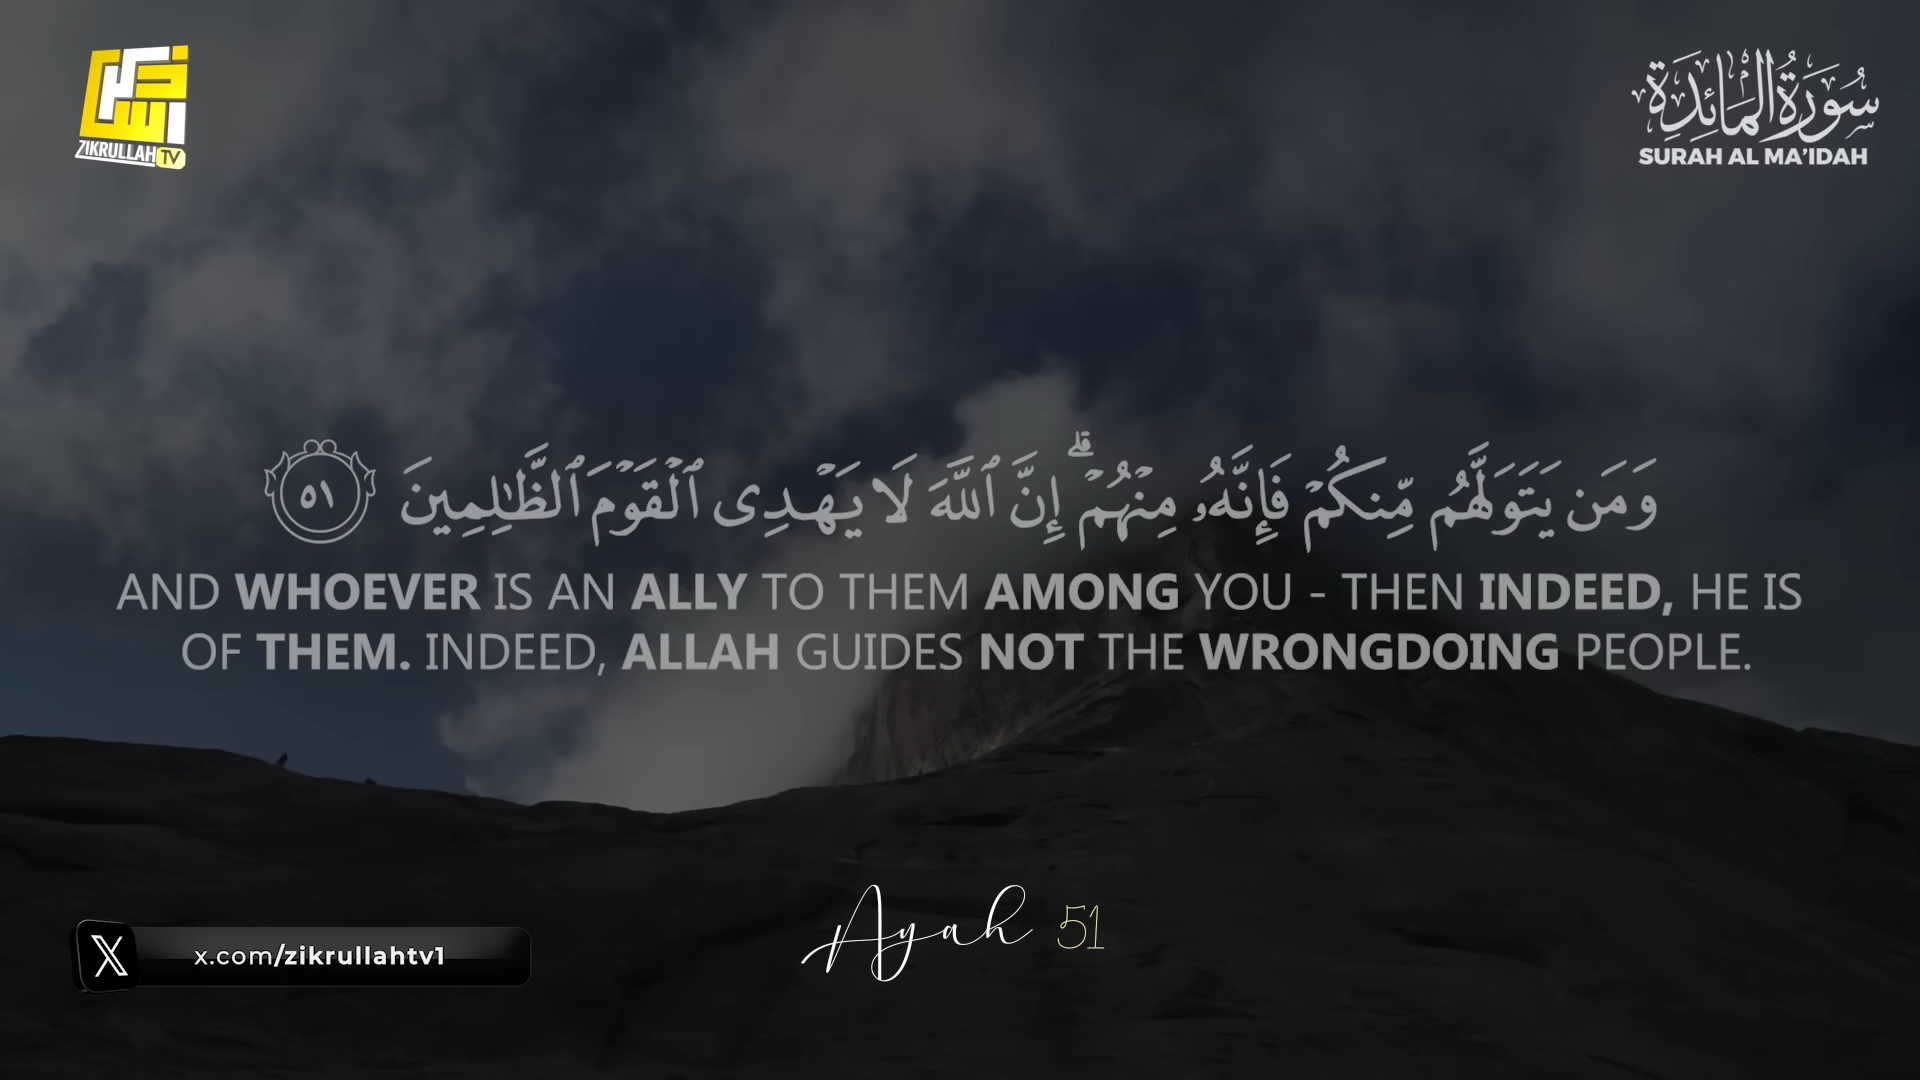 ZIKRULLAH TV
سُورَةُ الْمَائِدَةِ
SURAH AL MA'IDAH
وَمَن يَتَوَلَّهُم مِّنكُمْ فَإِنَّهُۥ مِنْهُمْ ۗ إِنَّ ٱللَّهَ لَا يَهْدِى ٱلْقَوْمَ ٱلظَّـٰلِمِينَ ٥١
AND WHOEVER IS AN ALLY TO THEM AMONG YOU - THEN INDEED, HE IS
OF THEM. INDEED, ALLAH GUIDES NOT THE WRONGDOING PEOPLE.
Ayah 51
X x.com/zikrullahtv1